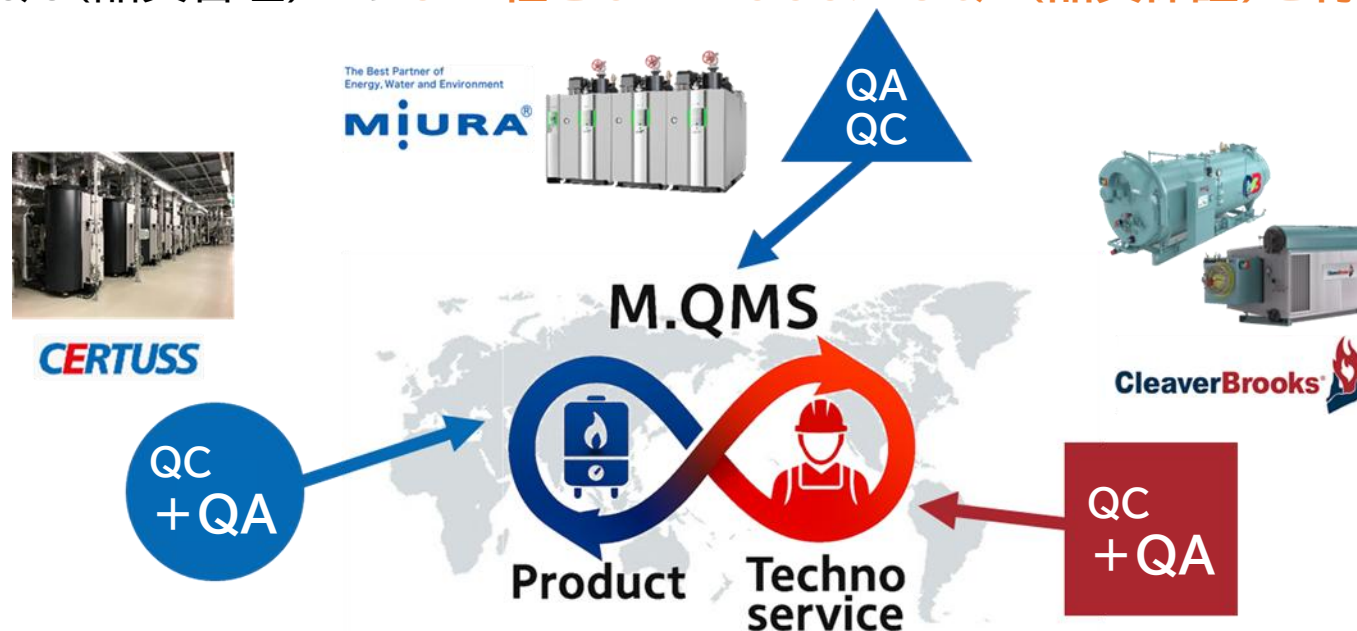 The Best Partner of
Energy, Water and Environment
MIURA®
QA
QC
CERTUSS
CleaverBrooks
M.QMS
QC
+QA
QC
+QA
Product
Techno
service